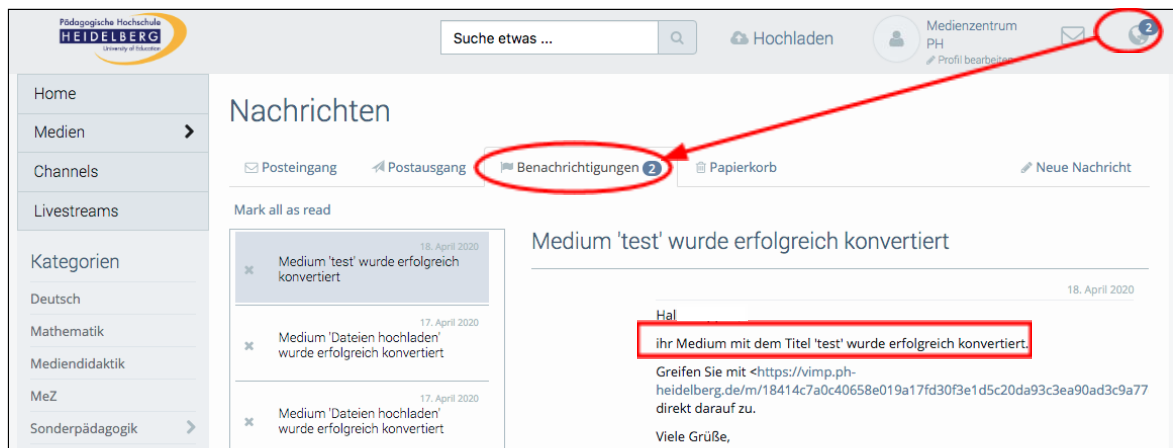 Pädagogische Hochschule
HEIDELBERG
University of Education
Suche etwas ...
Hochladen
Medienzentrum
PH
Profil bearbeiten
2
Home
Medien
Channels
Livestreams
Kategorien
Deutsch
Mathematik
Mediendidaktik
MeZ
Sonderpädagogik
Nachrichten
Posteingang
Postausgang
Benachrichtigungen 2
Papierkorb
Neue Nachricht
Mark all as read
18. April 2020
Medium 'test' wurde erfolgreich
konvertiert
17. April 2020
Medium 'Dateien hochladen'
wurde erfolgreich konvertiert
17. April 2020
Medium 'Dateien hochladen'
wurde erfolgreich konvertiert
Medium 'test' wurde erfolgreich konvertiert
18. April 2020
Hal
ihr Medium mit dem Titel 'test' wurde erfolgreich konvertiert.
Greifen Sie mit <https://vimp.ph-
heidelberg.de/m/18414c7a0c40658e019a17fd30f3e1d5c20da93c3ea90ad3c9a77
direkt darauf zu.
Viele Grüße,